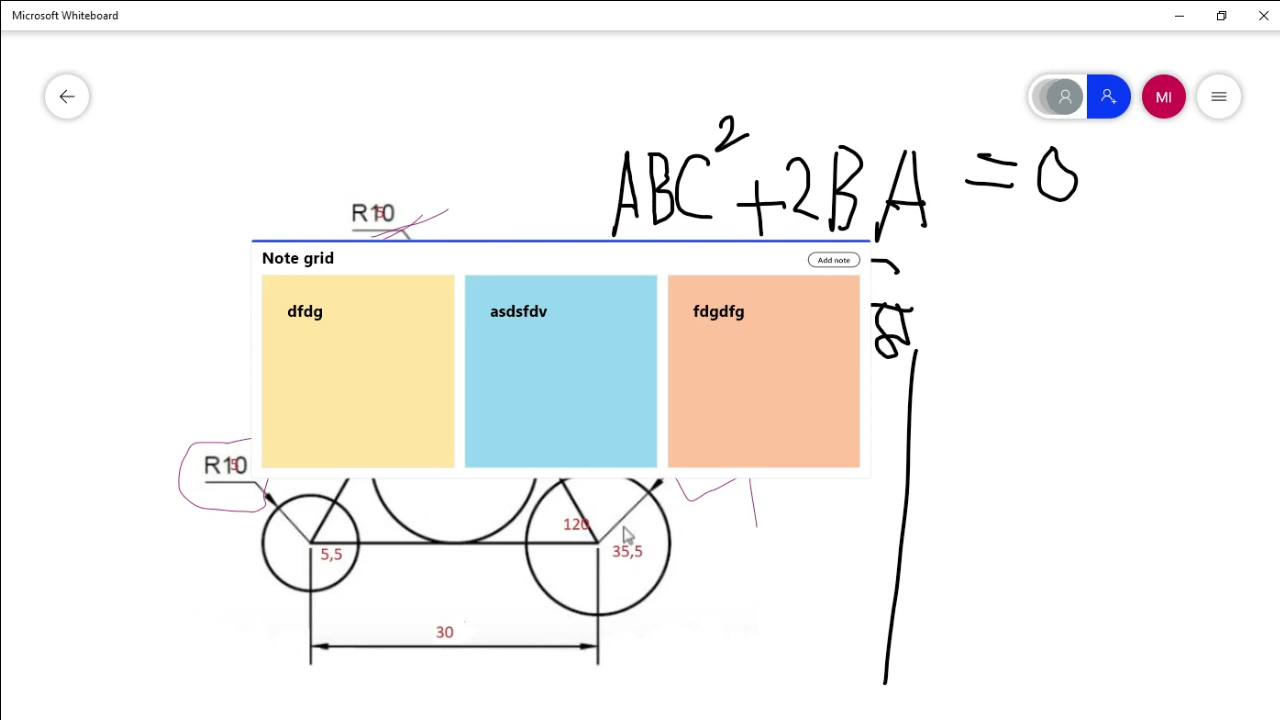 Microsoft Whiteboard
MI
ABC²+2BA=0
R10
Note grid
Add note
dfdg
asdsfdv
fdgdfg
R10
120
5,5
35,5
30